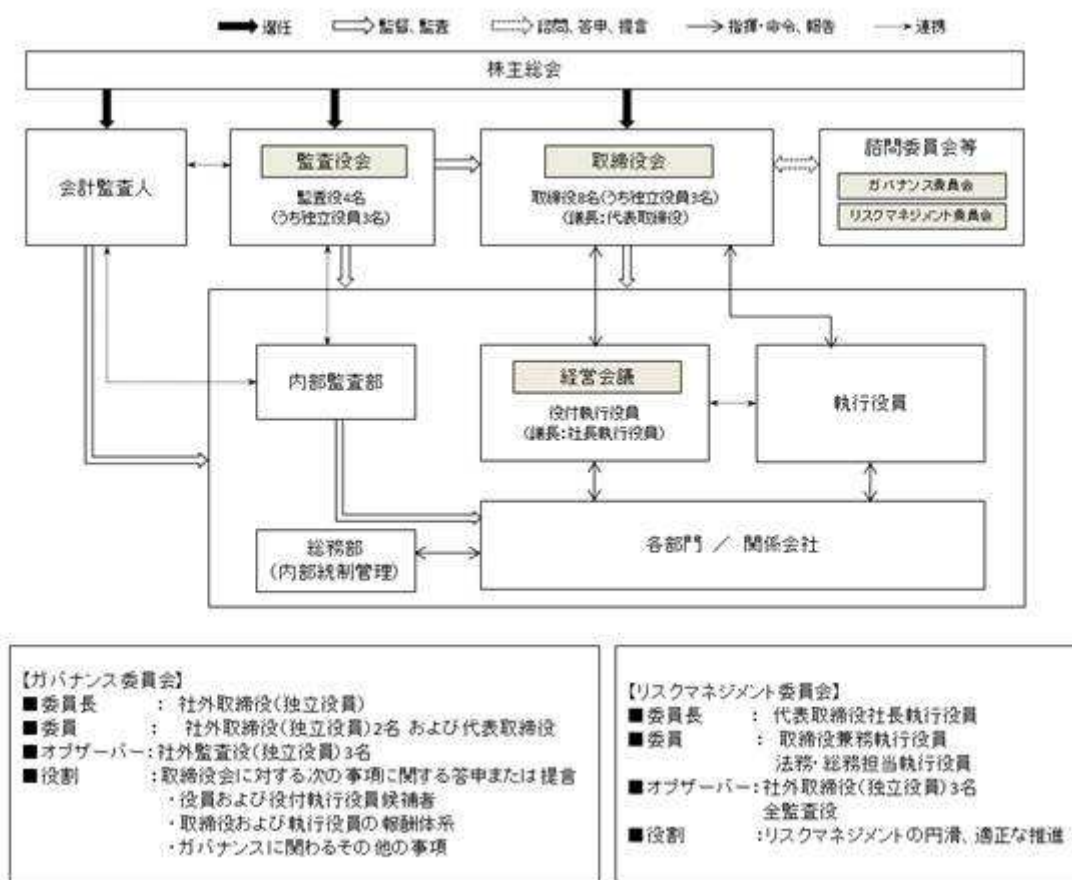 選任 監督、監査 諮問、答申、提言 指揮・命令、報告 連携
株主総会
会計監査人
監査役会
監査役4名
(うち独立役員3名)
取締役会
取締役8名(うち独立役員3名)
(議長:代表取締役)
諮問委員会等
ガバナンス委員会
リスクマネジメント委員会
内部監査部
経営会議
役付執行役員
(議長:社長執行役員)
執行役員
総務部
(内部統制管理)
各部門 / 関係会社
【ガバナンス委員会】
■委員長 : 社外取締役(独立役員)
■委員 : 社外取締役(独立役員)2名 および代表取締役
■オブザーバー:社外監査役(独立役員)3名
■役割 :取締役会に対する次の事項に関する答申または提言
・役員および役付執行役員候補者
・取締役および執行役員の報酬体系
・ガバナンスに関わるその他の事項
【リスクマネジメント委員会】
■委員長 : 代表取締役社長執行役員
■委員 : 取締役兼務執行役員
法務・総務担当執行役員
■オブザーバー:社外取締役(独立役員)3名
全監査役
■役割 :リスクマネジメントの円滑、適正な推進